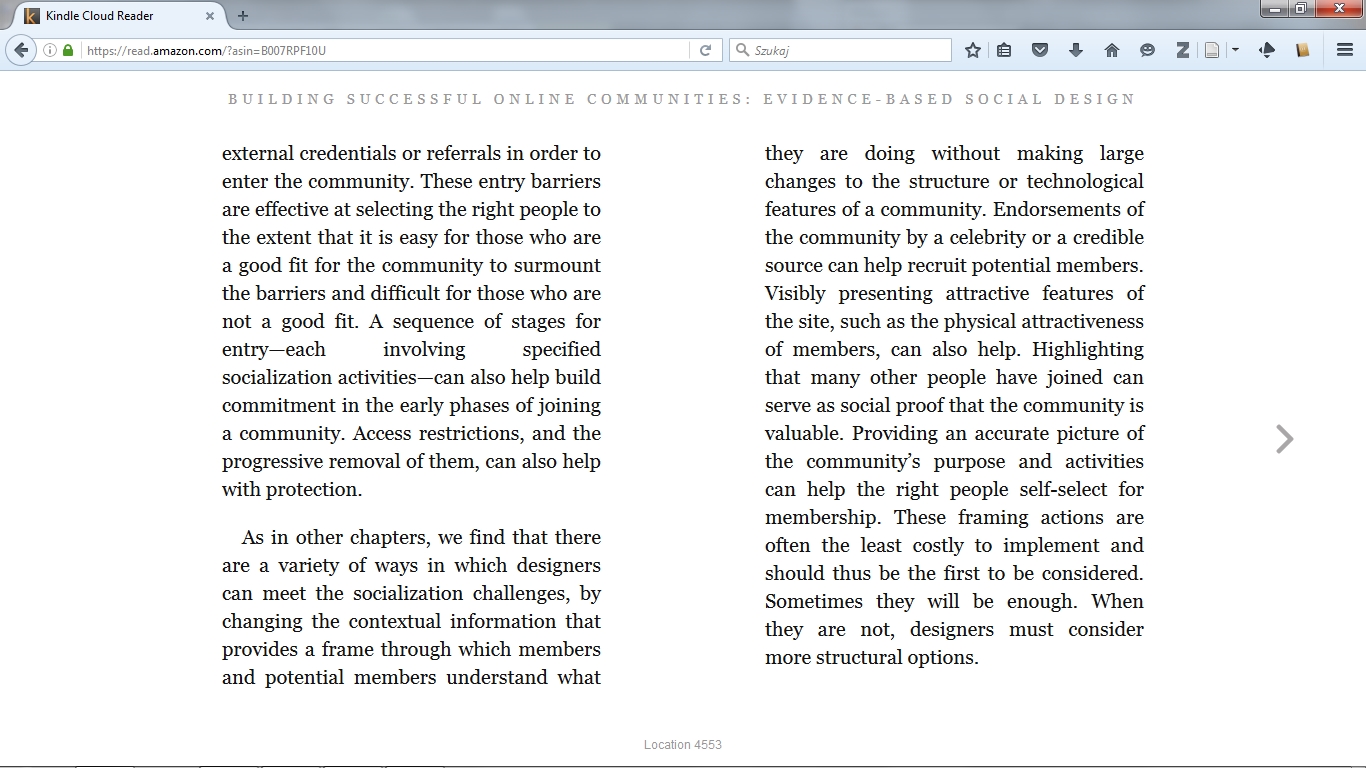 Kindle Cloud Reader
https://read.amazon.com/?asin=B007RPF10U
Szukaj
BUILDING SUCCESSFUL ONLINE COMMUNITIES: EVIDENCE-BASED SOCIAL DESIGN
external credentials or referrals in order to
enter the community. These entry barriers
are effective at selecting the right people to
the extent that it is easy for those who are
a good fit for the community to surmount
the barriers and difficult for those who are
not a good fit. A sequence of stages for
entry—each involving specified
socialization activities—can also help build
commitment in the early phases of joining
a community. Access restrictions, and the
progressive removal of them, can also help
with protection.
As in other chapters, we find that there
are a variety of ways in which designers
can meet the socialization challenges, by
changing the contextual information that
provides a frame through which members
and potential members understand what
they are doing without making large
changes to the structure or technological
features of a community. Endorsements of
the community by a celebrity or a credible
source can help recruit potential members.
Visibly presenting attractive features of
the site, such as the physical attractiveness
of members, can also help. Highlighting
that many other people have joined can
serve as social proof that the community is
valuable. Providing an accurate picture of
the community’s purpose and activities
can help the right people self-select for
membership. These framing actions are
often the least costly to implement and
should thus be the first to be considered.
Sometimes they will be enough. When
they are not, designers must consider
more structural options.
Location 4553